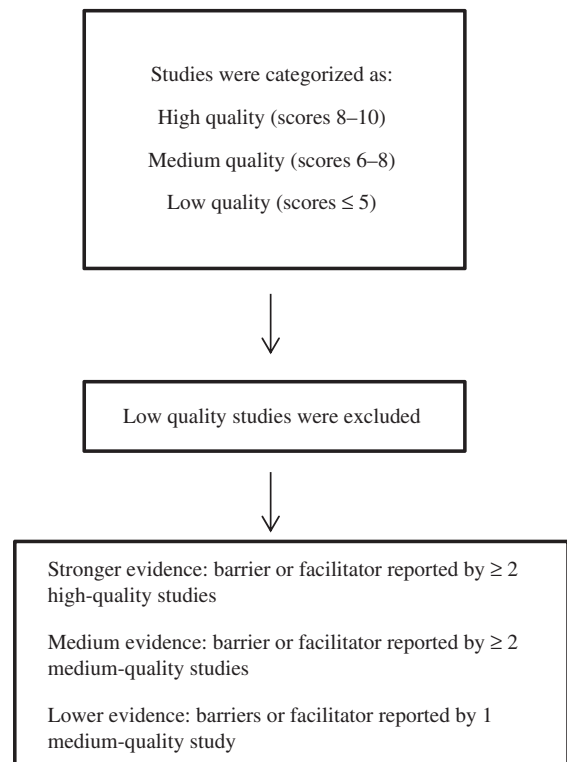 Studies were categorized as:
High quality (scores 8–10)
Medium quality (scores 6–8)
Low quality (scores ≤ 5)
Low quality studies were excluded
Stronger evidence: barrier or facilitator reported by ≥ 2
high-quality studies
Medium evidence: barrier or facilitator reported by ≥ 2
medium-quality studies
Lower evidence: barriers or facilitator reported by 1
medium-quality study